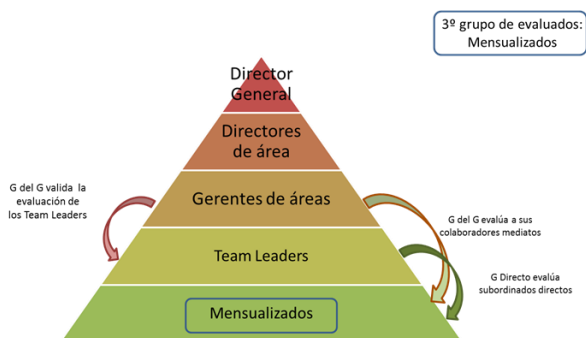 3º grupo de evaluados:
Mensualizados
Director
General
Directores
de área
G del G valida la
evaluación de
los Team Leaders
Gerentes de áreas
G del G evalúa a sus
colaboradores mediatos
Team Leaders
G Directo evalúa
subordinados directos
Mensualizados